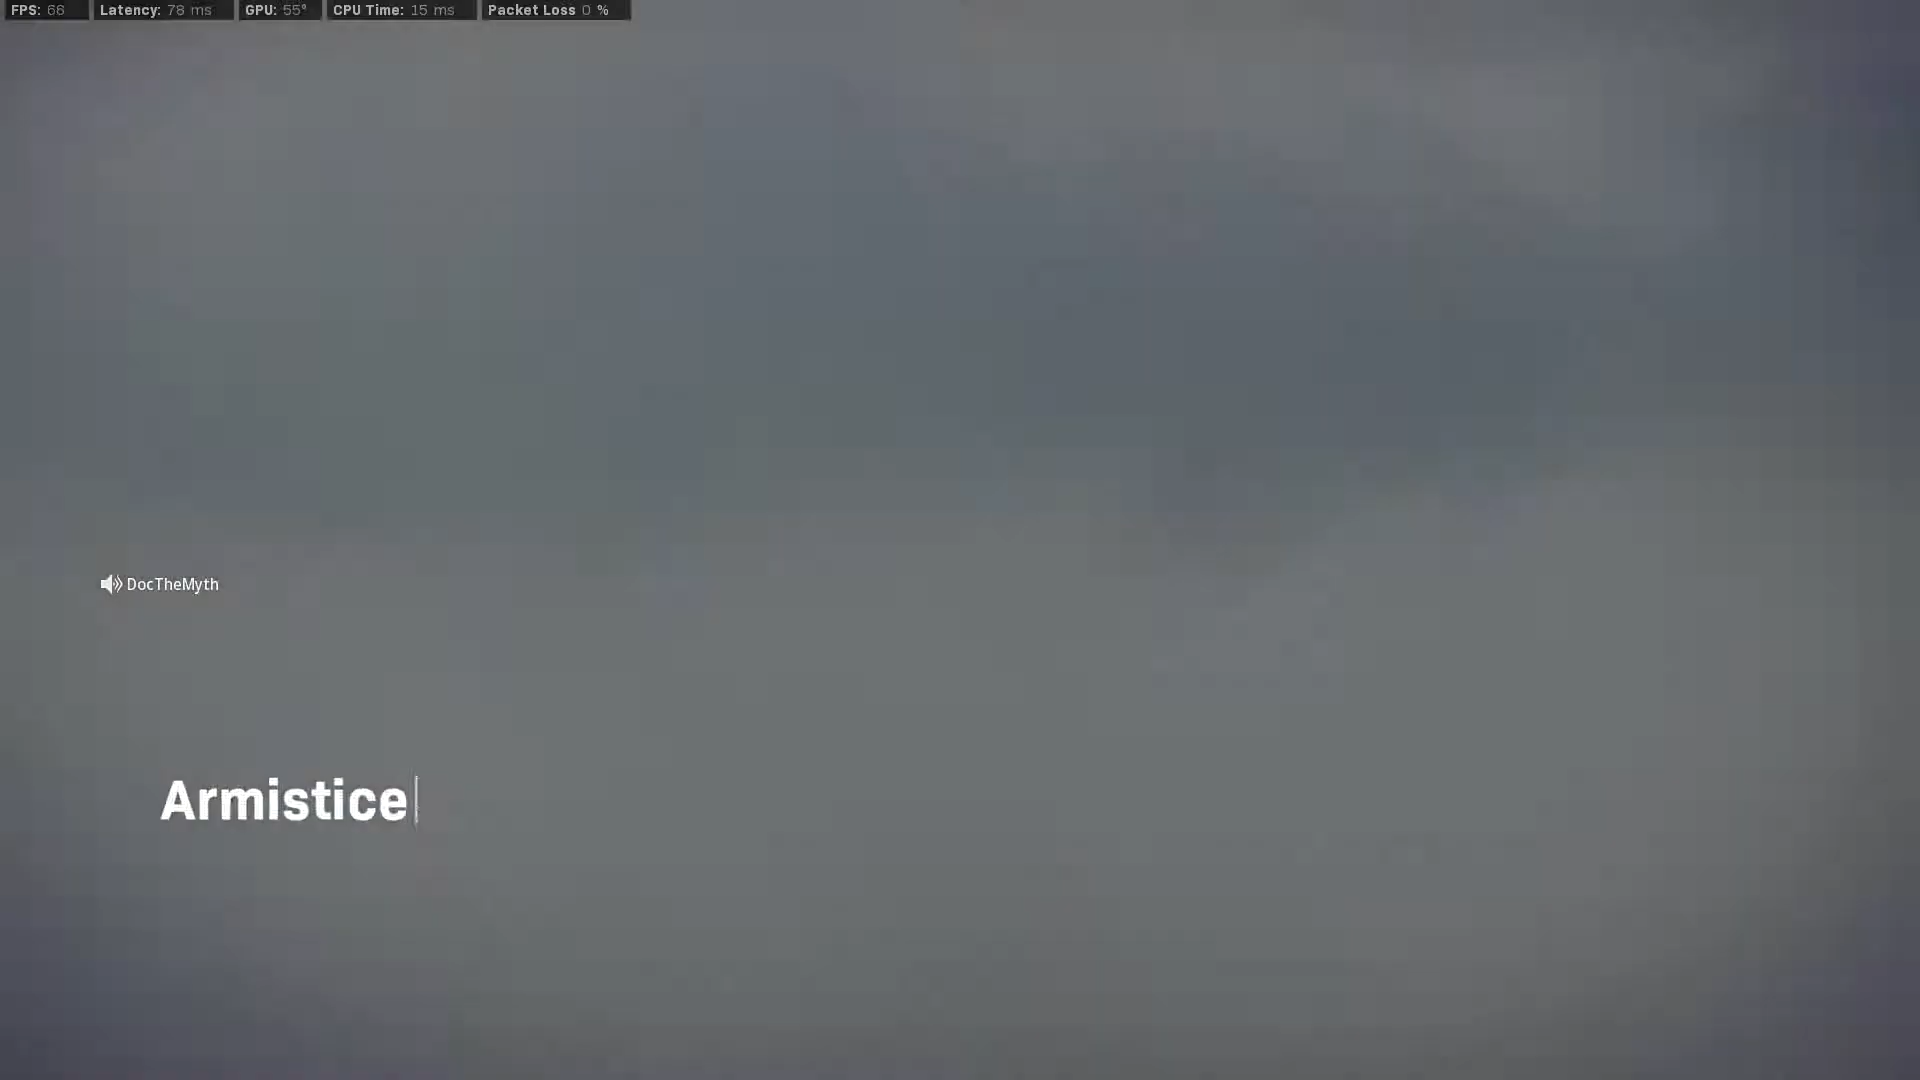 FPS: 66 Latency: 78 ms GPU: 55° CPU Time: 15 ms Packet Loss 0 %
DocTheMyth
Armistice